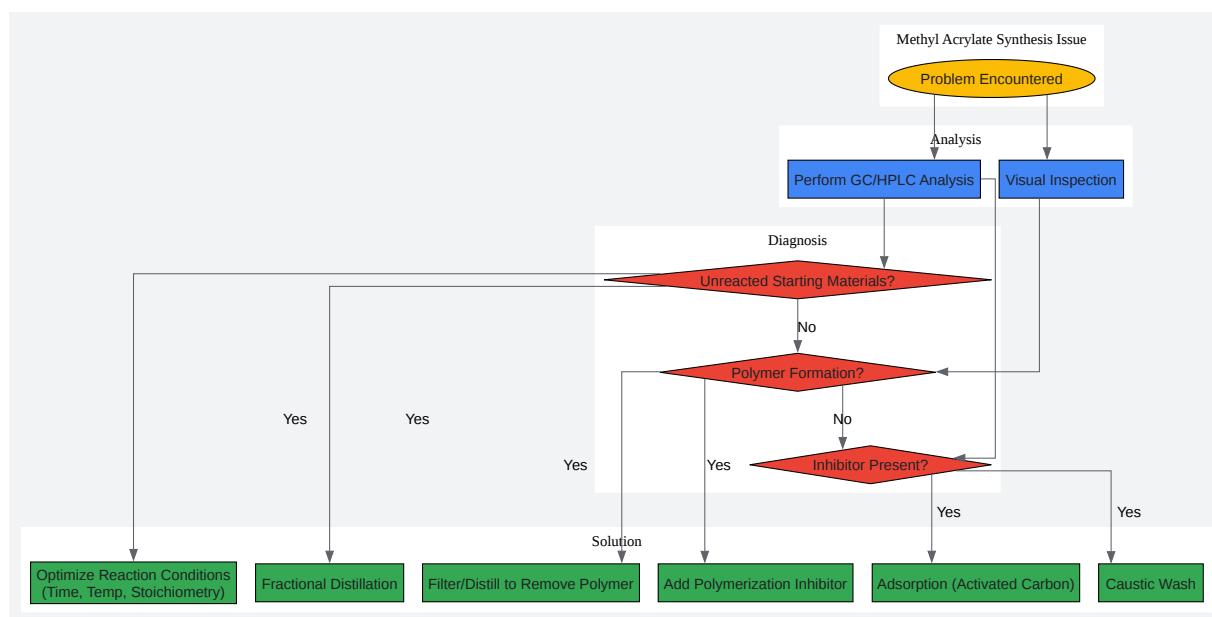 Methyl Acrylate Synthesis Issue
Problem Encountered
Analysis
Perform GC/HPLC Analysis
Visual Inspection
Diagnosis
Unreacted Starting Materials?
No
Polymer Formation?
Yes
Yes
No
Yes
Yes
Inhibitor Present?
Yes
Yes
Solution
Optimize Reaction Conditions
(Time, Temp, Stoichiometry)
Fractional Distillation
Filter/Distill to Remove Polymer
Add Polymerization Inhibitor
Adsorption (Activated Carbon)
Caustic Wash